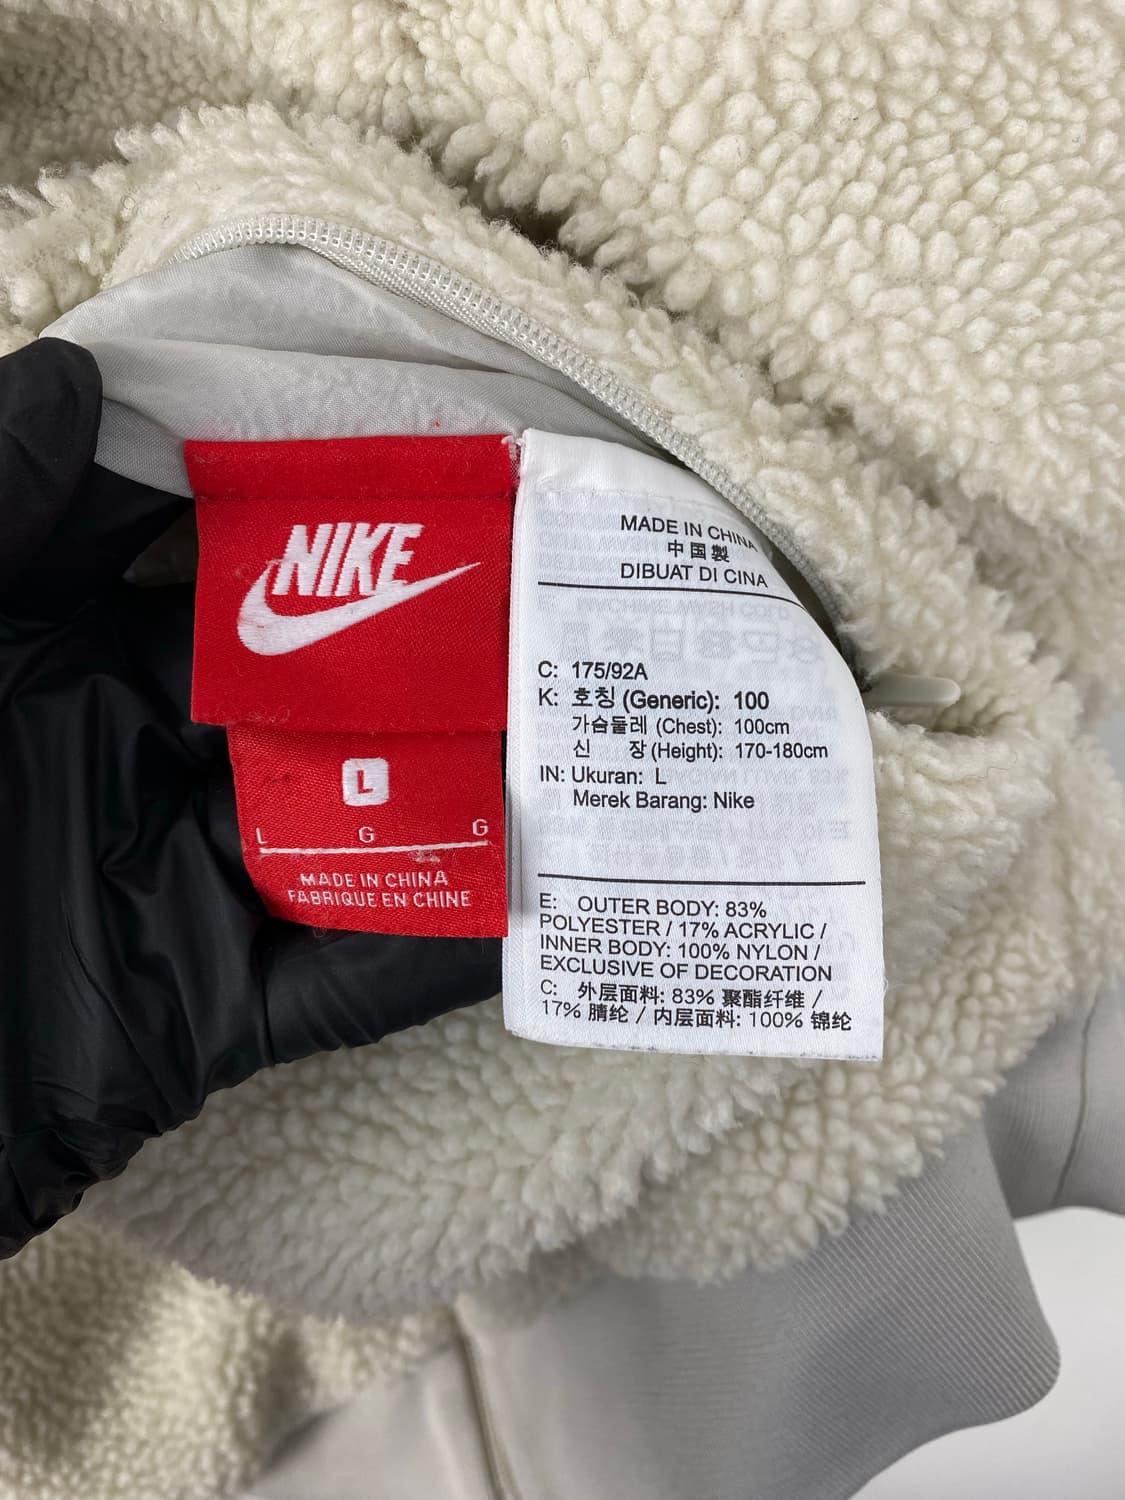 NIKE
L
L G G
MADE IN CHINA
FABRIQUE EN CHINE
MADE IN CHINA
中国製
DIBUAT DI CINA
C: 175/92A
K: 호칭 (Generic): 100
가슴둘레 (Chest): 100cm
신 장 (Height): 170-180cm
IN: Ukuran: L
Merek Barang: Nike
E: OUTER BODY: 83%
POLYESTER / 17% ACRYLIC /
INNER BODY: 100% NYLON /
EXCLUSIVE OF DECORATION
C: 外层面料: 83% 聚酯纤维 /
17% 腈纶 / 内层面料: 100% 锦纶